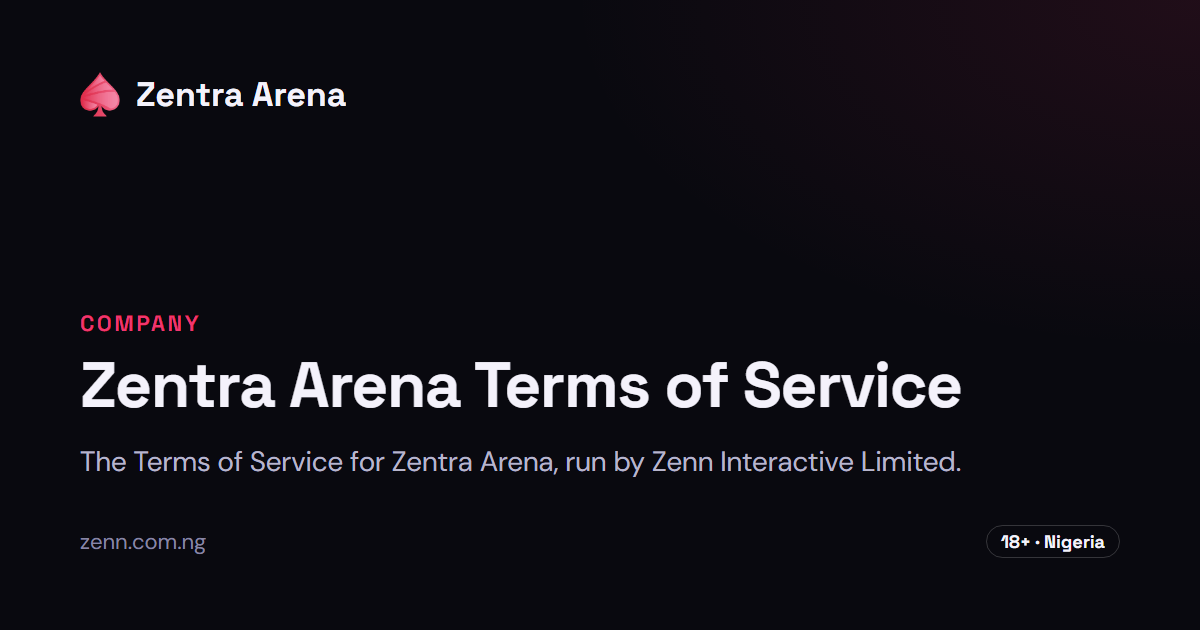 Zentra Arena
COMPANY
Zentra Arena Terms of Service
The Terms of Service for Zentra Arena, run by Zenn Interactive Limited.
zenn.com.ng
18+ · Nigeria